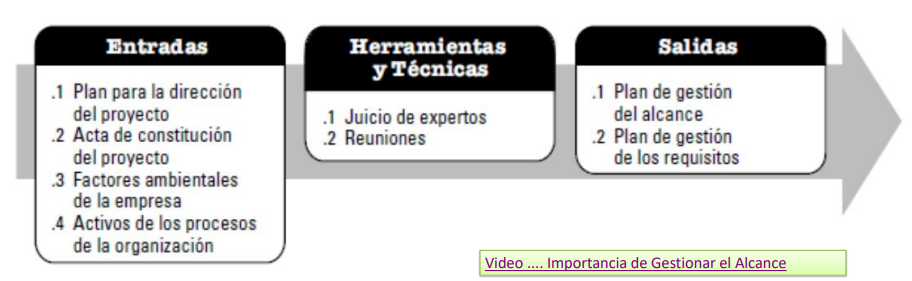 Entradas
.1 Plan para la dirección
del proyecto
.2 Acta de constitución
del proyecto
.3 Factores ambientales
de la empresa
.4 Activos de los procesos
de la organización
Herramientas
y Técnicas
.1 Juicio de expertos
.2 Reuniones
Salidas
.1 Plan de gestión
del alcance
.2 Plan de gestión
de los requisitos
Video .... Importancia de Gestionar el Alcance